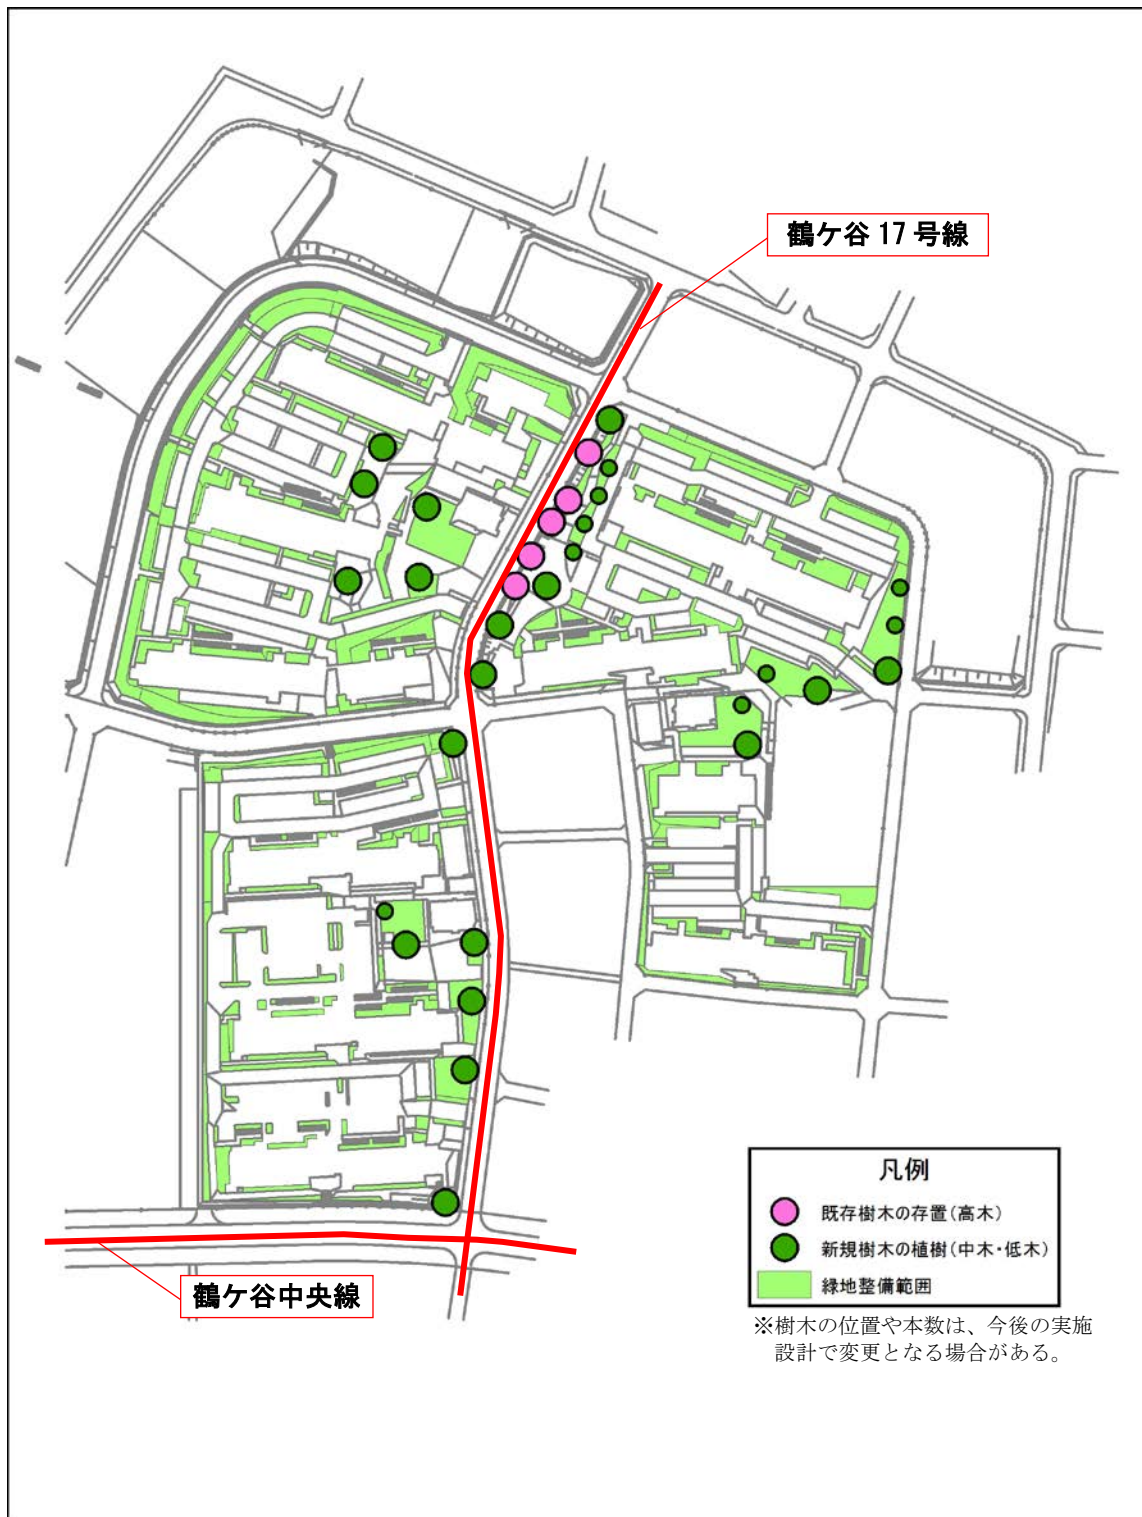 鶴ケ谷 17 号線
鶴ケ谷中央線
凡例
既存樹木の存置(高木)
新規樹木の植樹(中木・低木)
緑地整備範囲
※樹木の位置や本数は、今後の実施
設計で変更となる場合がある。